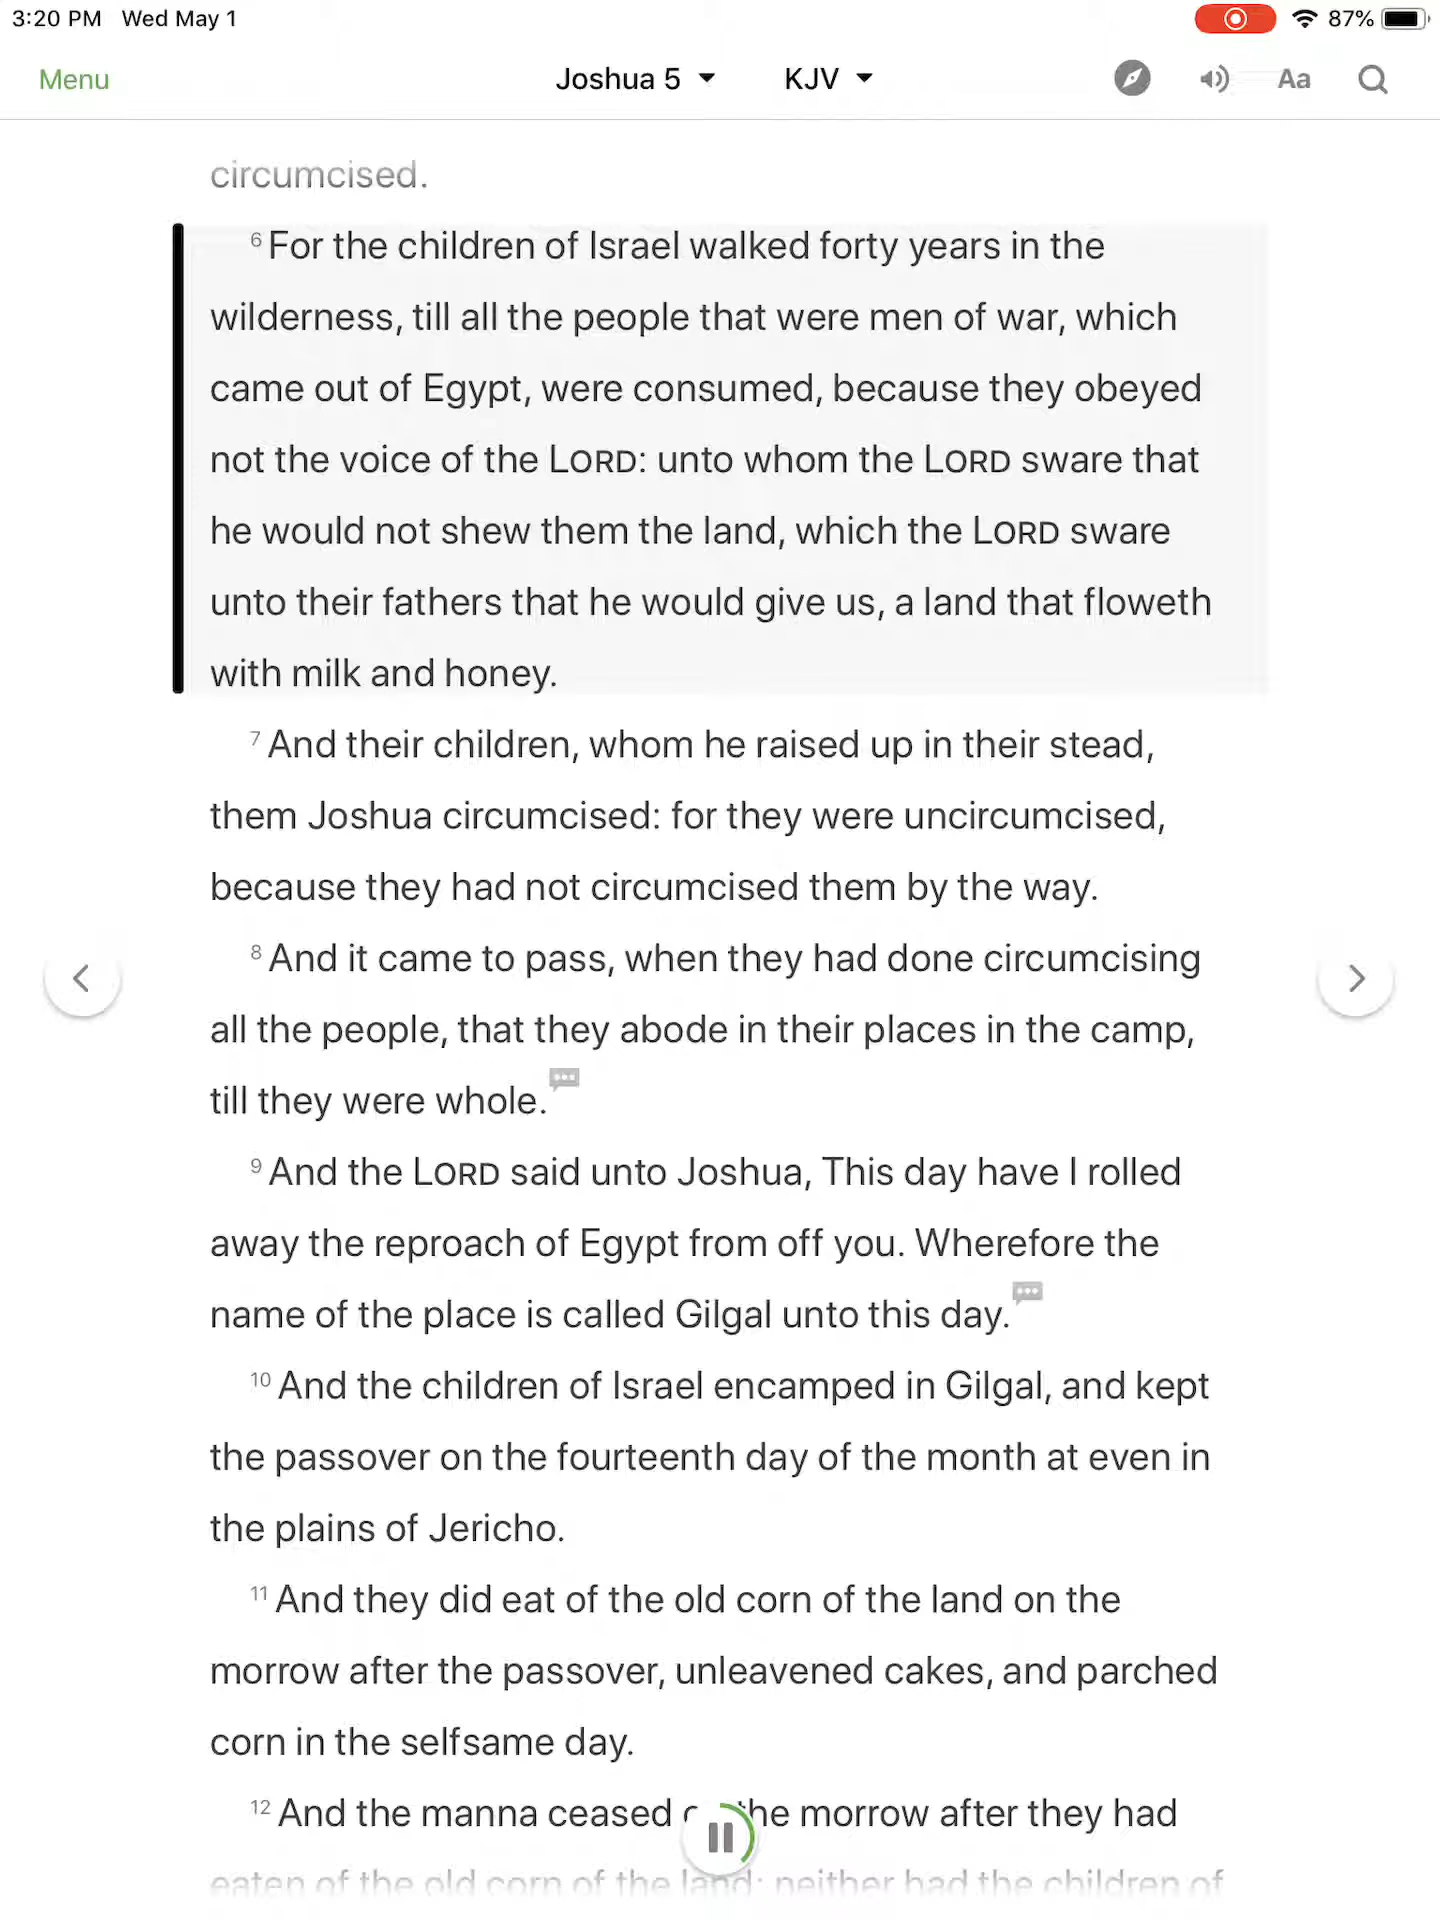 3:20 PM Wed May 1 87%
Menu Joshua 5 KJV Aa
circumcised.
6 For the children of Israel walked forty years in the
wilderness, till all the people that were men of war, which
came out of Egypt, were consumed, because they obeyed
not the voice of the LORD: unto whom the LORD sware that
he would not shew them the land, which the LORD sware
unto their fathers that he would give us, a land that floweth
with milk and honey.
7 And their children, whom he raised up in their stead,
them Joshua circumcised: for they were uncircumcised,
because they had not circumcised them by the way.
8 And it came to pass, when they had done circumcising
all the people, that they abode in their places in the camp,
till they were whole.
9 And the LORD said unto Joshua, This day have I rolled
away the reproach of Egypt from off you. Wherefore the
name of the place is called Gilgal unto this day.
10 And the children of Israel encamped in Gilgal, and kept
the passover on the fourteenth day of the month at even in
the plains of Jericho.
11 And they did eat of the old corn of the land on the
morrow after the passover, unleavened cakes, and parched
corn in the selfsame day.
12 And the manna ceased the morrow after they had
eaten of the old corn of the land; neither had the children of